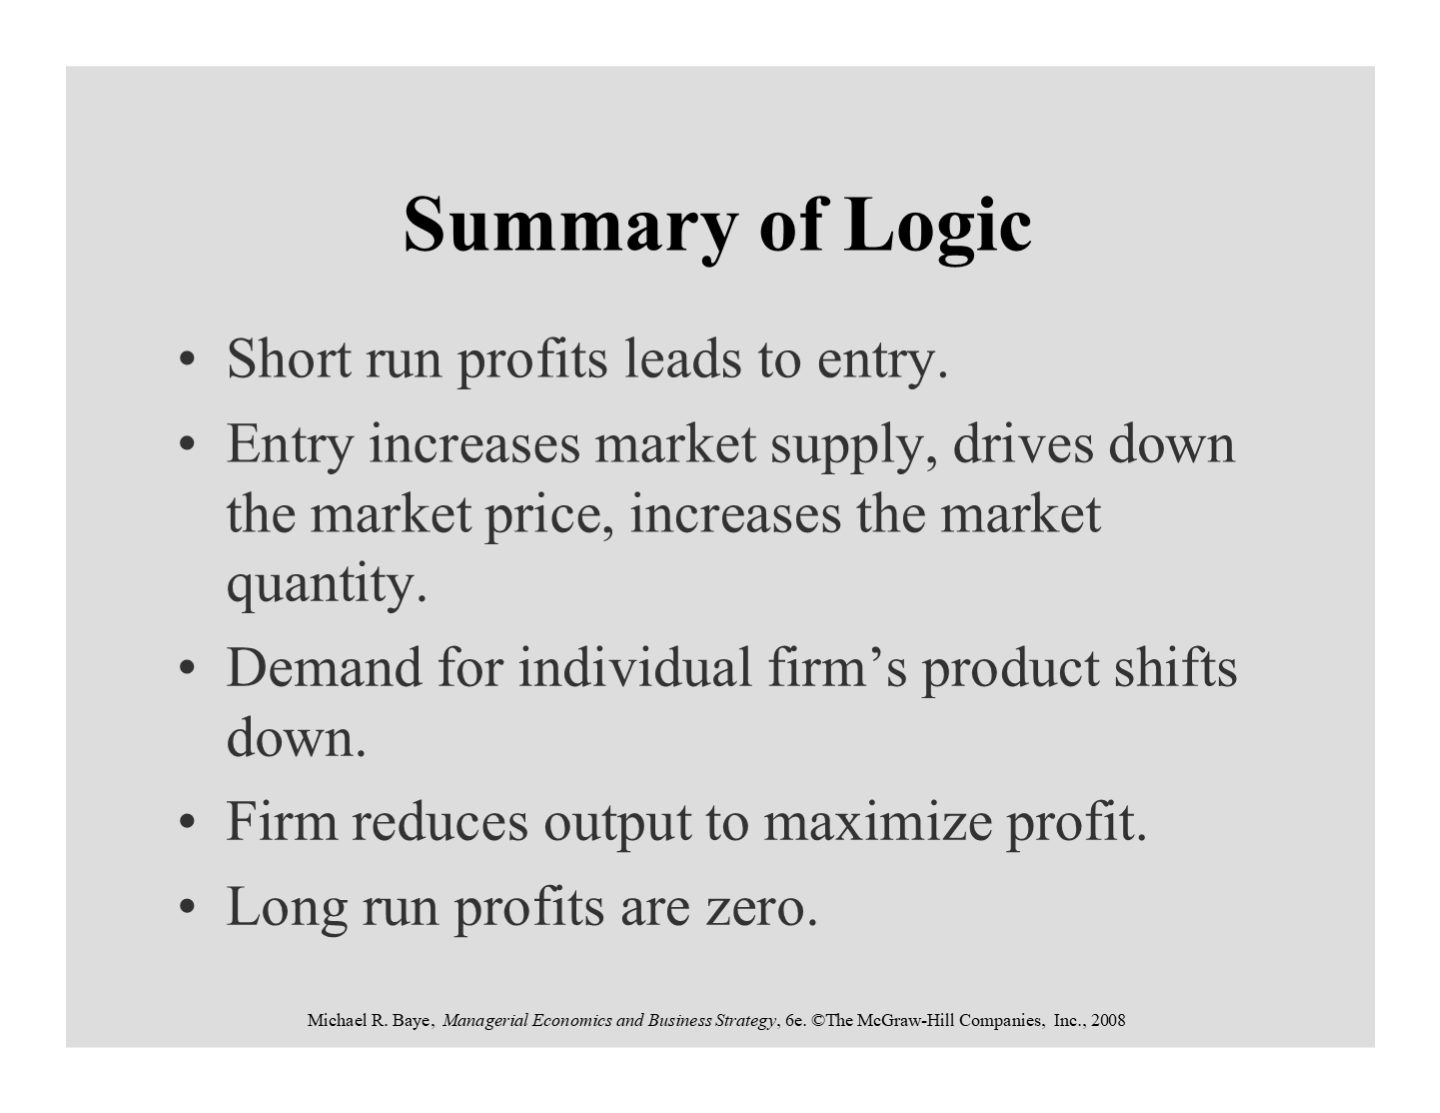 Summary of Logic
• Short run profits leads to entry.
• Entry increases market supply, drives down
the market price, increases the market
quantity.
• Demand for individual firm’s product shifts
down.
• Firm reduces output to maximize profit.
• Long run profits are zero.
Michael R. Baye, Managerial Economics and Business Strategy, 6e. ©The McGraw-Hill Companies, Inc., 2008